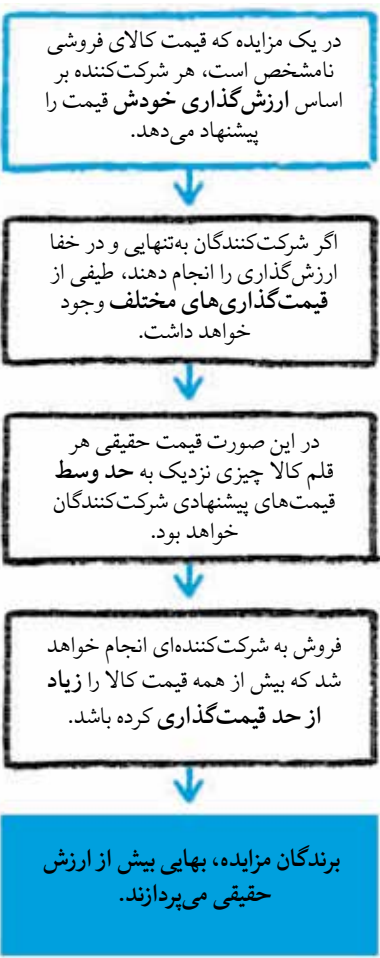 در یک مزایده که قیمت کالای فروشی
نامشخص است، هر شرکت‌کننده بر
اساس ارزش‌گذاری خودش قیمت را
پیشنهاد می‌دهد.
اگر شرکت‌کنندگان به‌تنهایی و در خفا
ارزش‌گذاری را انجام دهند، طیفی از
قیمت‌گذاری‌های مختلف وجود
خواهد داشت.
در این صورت قیمت حقیقی هر
قلم کالا چیزی نزدیک به حد وسط
قیمت‌های پیشنهادی شرکت‌کنندگان
خواهد بود.
فروش به شرکت‌کننده‌ای انجام خواهد
شد که بیش از همه قیمت کالا را زیاد
از حد قیمت‌گذاری کرده باشد.
برندگان مزایده، بهایی بیش از ارزش
حقیقی می‌پردازند.